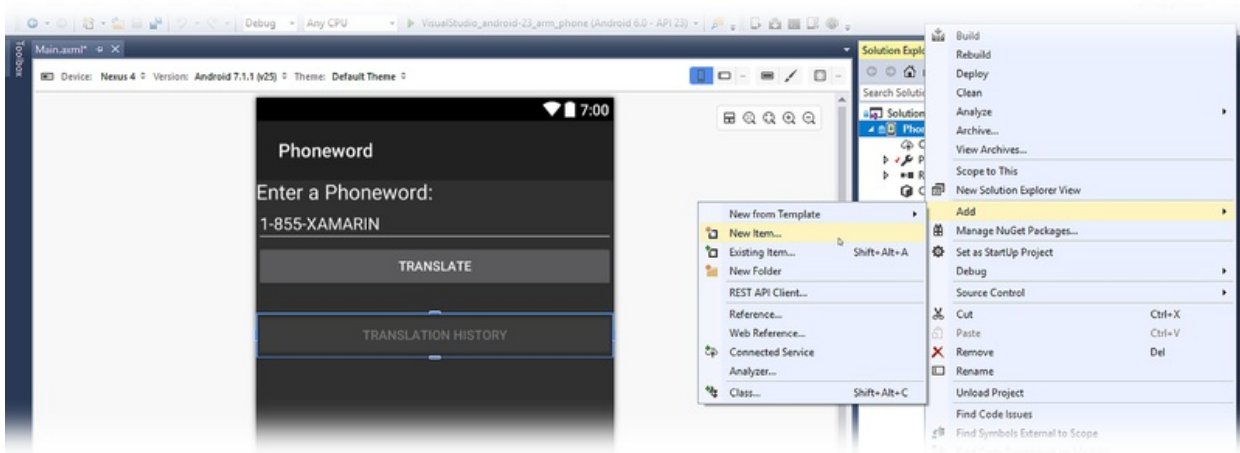 Debug Any CPU VisualStudio_android-23_arm_phone (Android 6.0 - API 23)
Toolbox
Main.axml*
Device: Nexus 4 Version: Android 7.1.1 (v25) Theme: Default Theme
7:00
Phoneword
Enter a Phoneword:
1-855-XAMARIN
TRANSLATE
TRANSLATION HISTORY
Solution Explo
Search Soluti
Solution
Phon
C
P
R
C
New from Template
New Item...
Existing Item... Shift+Alt+A
New Folder
REST API Client...
Reference...
Web Reference...
Connected Service
Analyzer...
Class... Shift+Alt+C
Build
Rebuild
Deploy
Clean
Analyze
Archive...
View Archives...
Scope to This
New Solution Explorer View
Add
Manage NuGet Packages...
Set as StartUp Project
Debug
Source Control
Cut Ctrl+X
Paste Ctrl+V
Remove Del
Rename
Unload Project
Find Code Issues
Find Symbols External to Scope